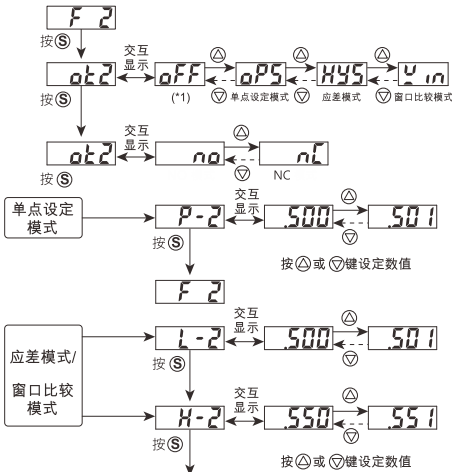 F 2
按Ⓢ
交互
显示
ot2 oFF oPS HYS Win
按Ⓢ (*1) 单点设定模式 应差模式 窗口比较模式
交互
显示
ot2 no nC
按Ⓢ NC
单点设定
模式
交互
显示
P-2 .500 .501
按Ⓢ
按△或▽键设定数值
F 2
应差模式/
窗口比较
模式
交互
显示
L-2 .500 .501
按Ⓢ
交互
显示
H-2 .550 .551
按Ⓢ
按△或▽键设定数值